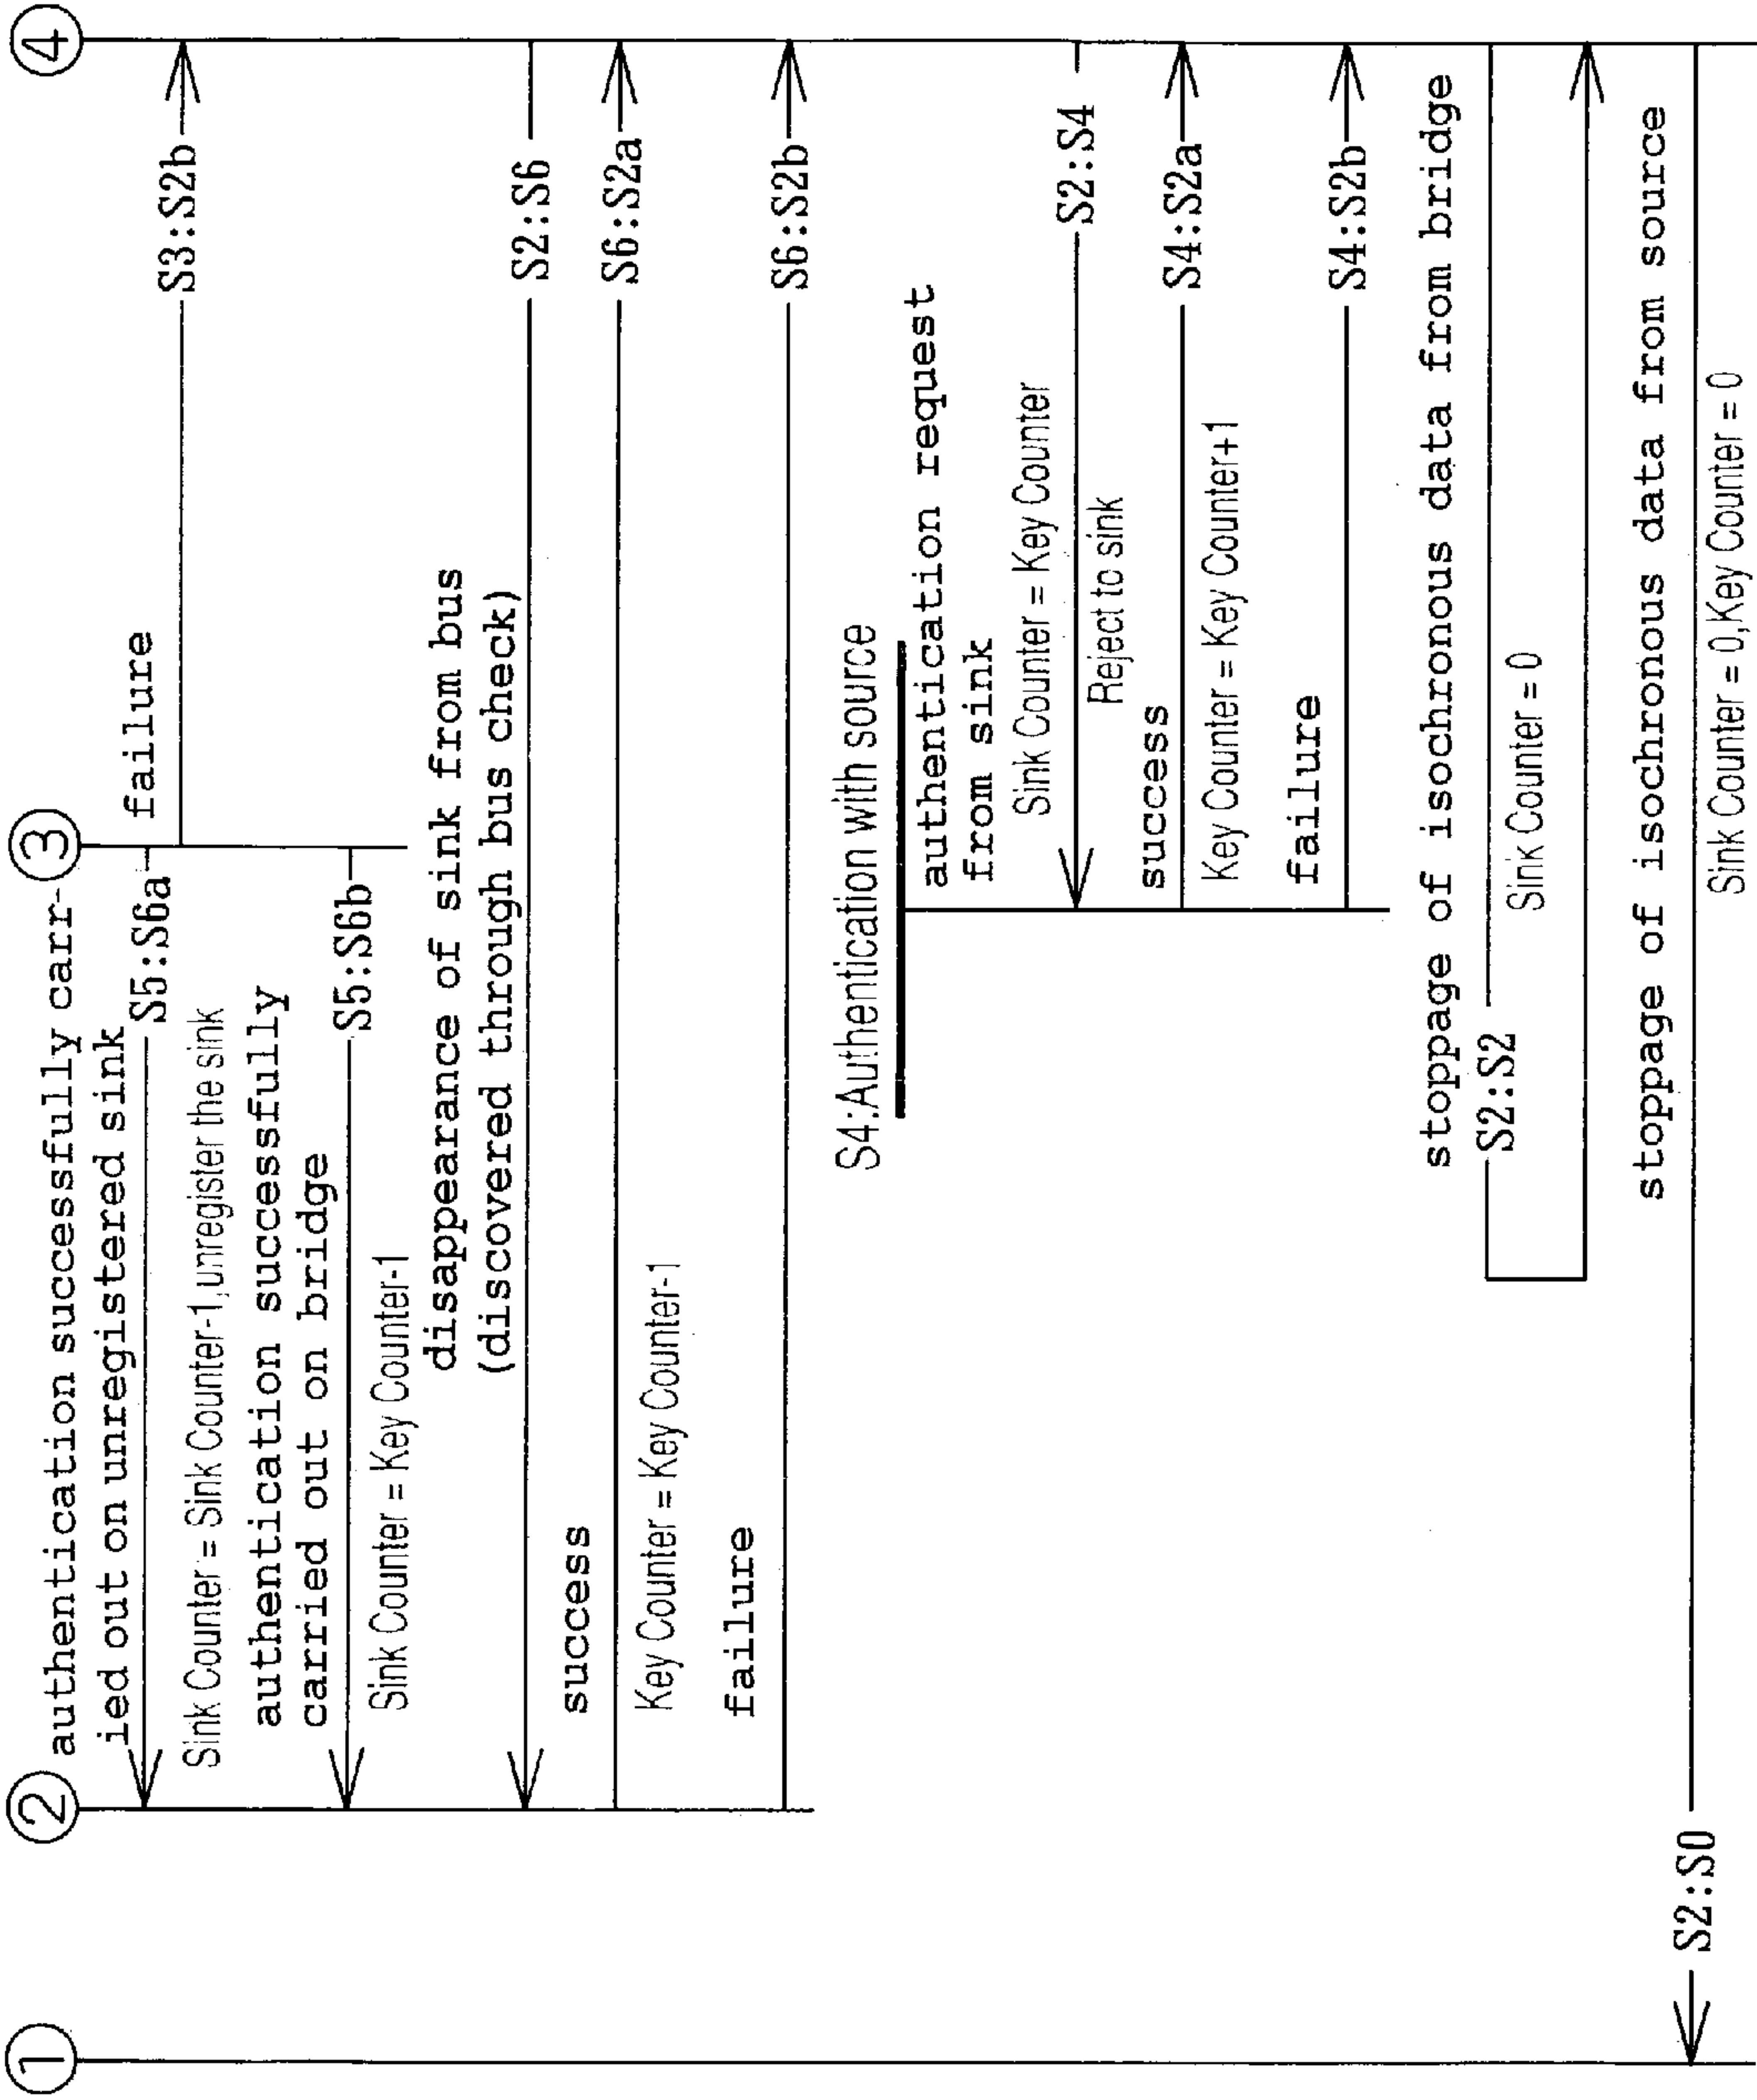 ①
②
③
④
authentication successfully carr-
ied out on unregistered sink
S5:S6a
failure
S3:S2b
Sink Counter = Sink Counter-1,unregister the sink
authentication successfully
carried out on bridge
S5:S6b
Sink Counter = Key Counter-1
disappearance of sink from bus
(discovered through bus check)
S2:S6
success
S6:S2a
Key Counter = Key Counter-1
failure
S6:S2b
S4:Authentication with source
authentication request
from sink
Sink Counter = Key Counter
S2:S4
Reject to sink
success
S4:S2a
Key Counter = Key Counter+1
failure
S4:S2b
stoppage of isochronous data from bridge
S2:S2
Sink Counter = 0
stoppage of isochronous data from source
S2:S0
Sink Counter = 0,Key Counter = 0